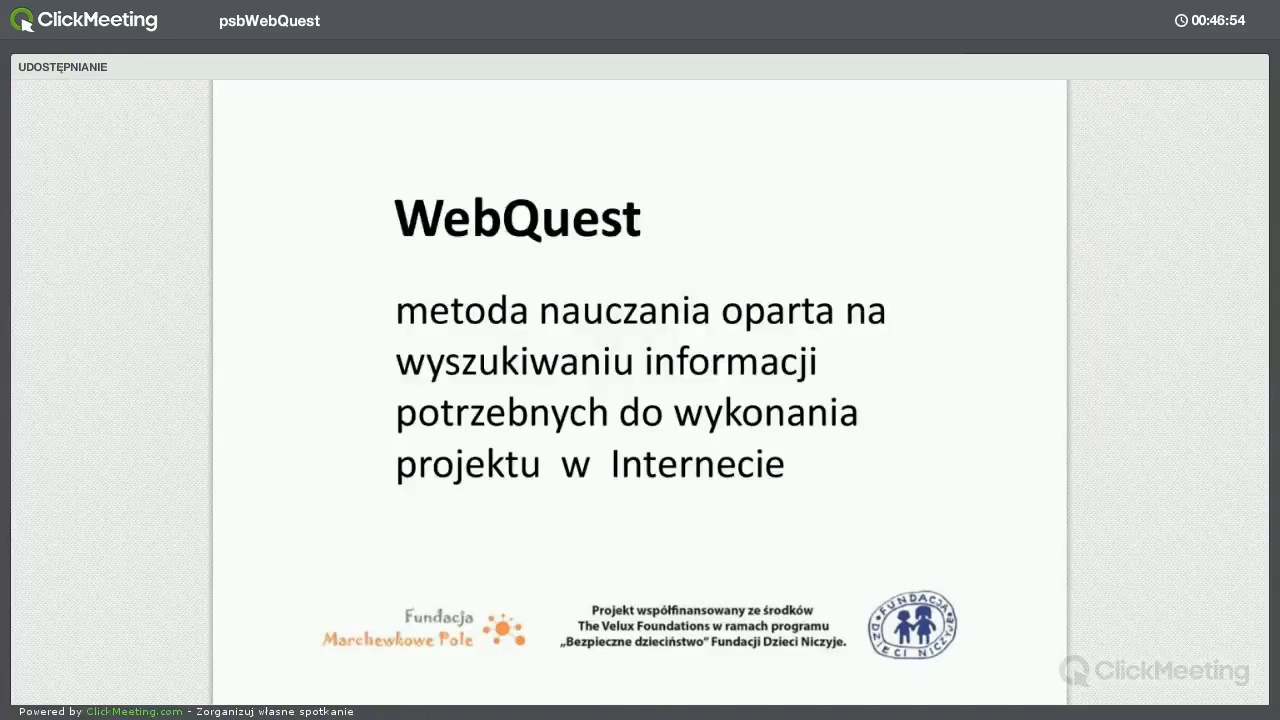 ClickMeeting
psbWebQuest
00:46:54
UDOSTĘPNIANIE
WebQuest
metoda nauczania oparta na
wyszukiwaniu informacji
potrzebnych do wykonania
projektu w Internecie
Fundacja
Marchewkowe Pole
Projekt współfinansowany ze środków
The Velux Foundations w ramach programu
„Bezpieczne dzieciństwo” Fundacji Dzieci Niczyje.
FUNDACJA
DZIECI NICZYJE
ClickMeeting
Powered by ClickMeeting.com - Zorganizuj własne spotkanie